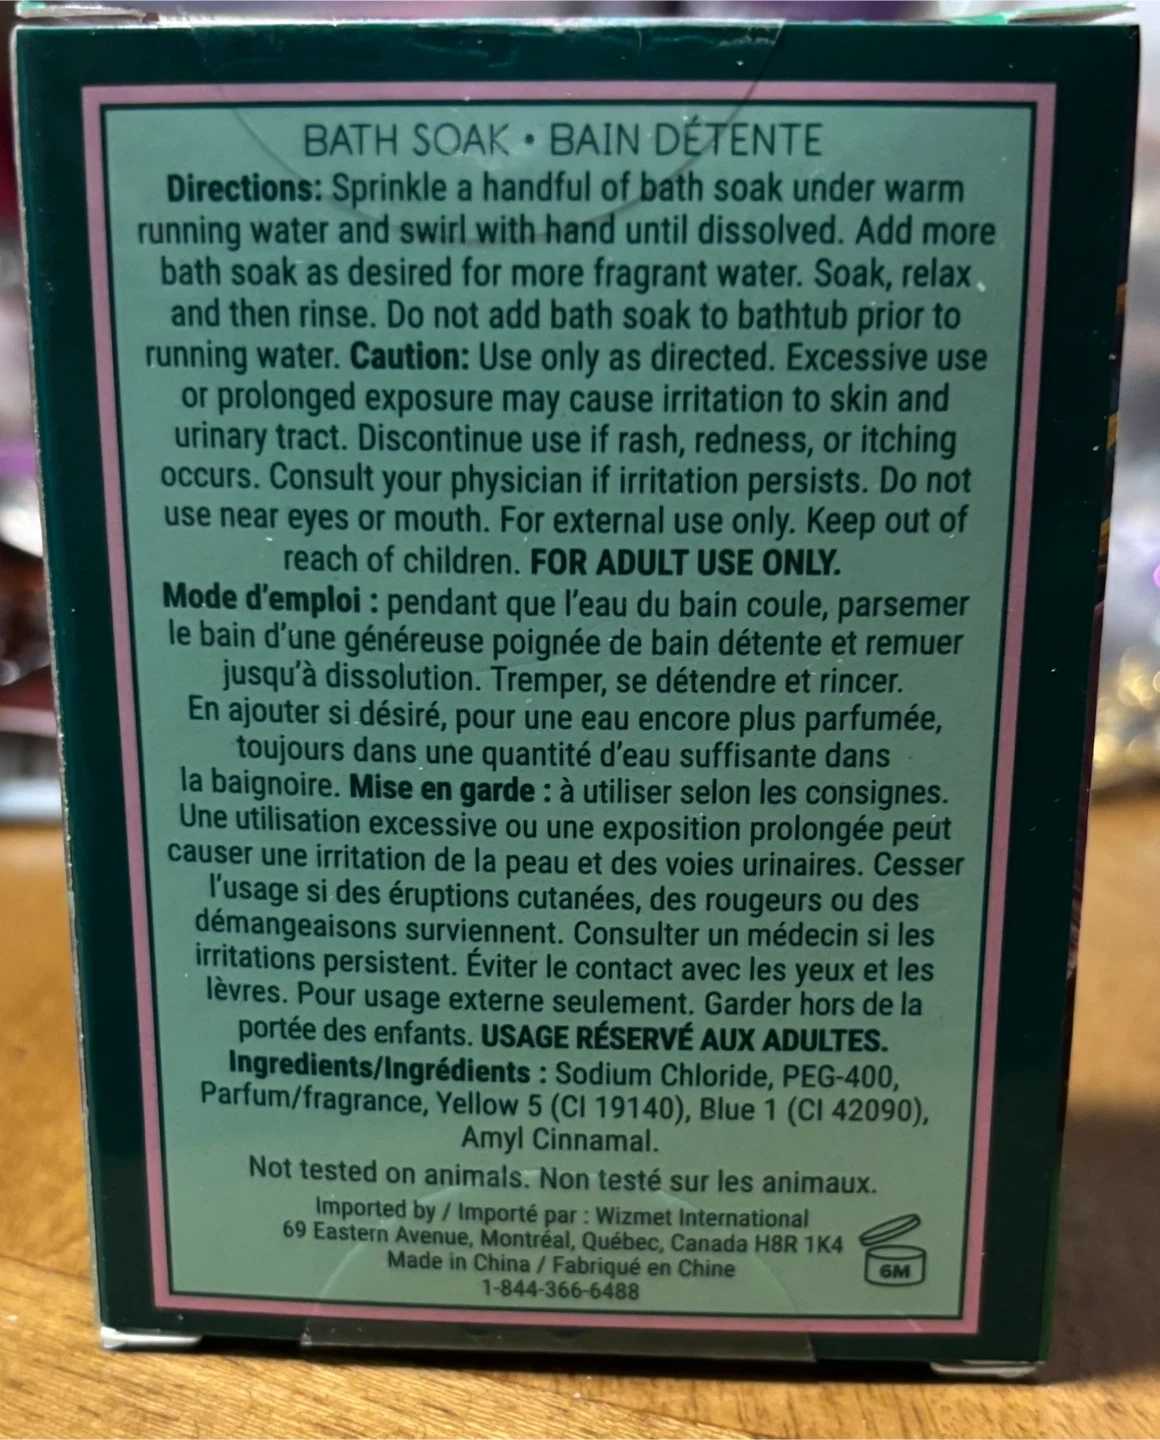 BATH SOAK • BAIN DÉTENTE
Directions: Sprinkle a handful of bath soak under warm
running water and swirl with hand until dissolved. Add more
bath soak as desired for more fragrant water. Soak, relax,
and then rinse. Do not add bath soak to bathtub prior to
running water. Caution: Use only as directed. Excessive use
or prolonged exposure may cause irritation to skin and
urinary tract. Discontinue use if rash, redness, or itching
occurs. Consult your physician if irritation persists. Do not
use near eyes or mouth. For external use only. Keep out of
reach of children. FOR ADULT USE ONLY.
Mode d'emploi : pendant que l'eau du bain coule, parsemer
le bain d'une généreuse poignée de bain détente et remuer
jusqu'à dissolution. Tremper, se détendre et rincer.
En ajouter si désiré, pour une eau encore plus parfumée,
toujours dans une quantité d'eau suffisante dans
la baignoire. Mise en garde : à utiliser selon les consignes.
Une utilisation excessive ou une exposition prolongée peut
causer une irritation de la peau et des voies urinaires. Cesser
l'usage si des éruptions cutanées, des rougeurs ou des
démangeaisons surviennent. Consulter un médecin si les
irritations persistent. Éviter le contact avec les yeux et les
lèvres. Pour usage externe seulement. Garder hors de la
portée des enfants. USAGE RÉSERVÉ AUX ADULTES.
Ingredients/Ingrédients : Sodium Chloride, PEG-400,
Parfum/fragrance, Yellow 5 (CI 19140), Blue 1 (CI 42090),
Amyl Cinnamal.
Not tested on animals. Non testé sur les animaux.
Imported by / Importé par : Wizmet International
69 Eastern Avenue, Montréal, Québec, Canada H8R 1K4
Made in China / Fabriqué en Chine
1-844-366-6488
6M